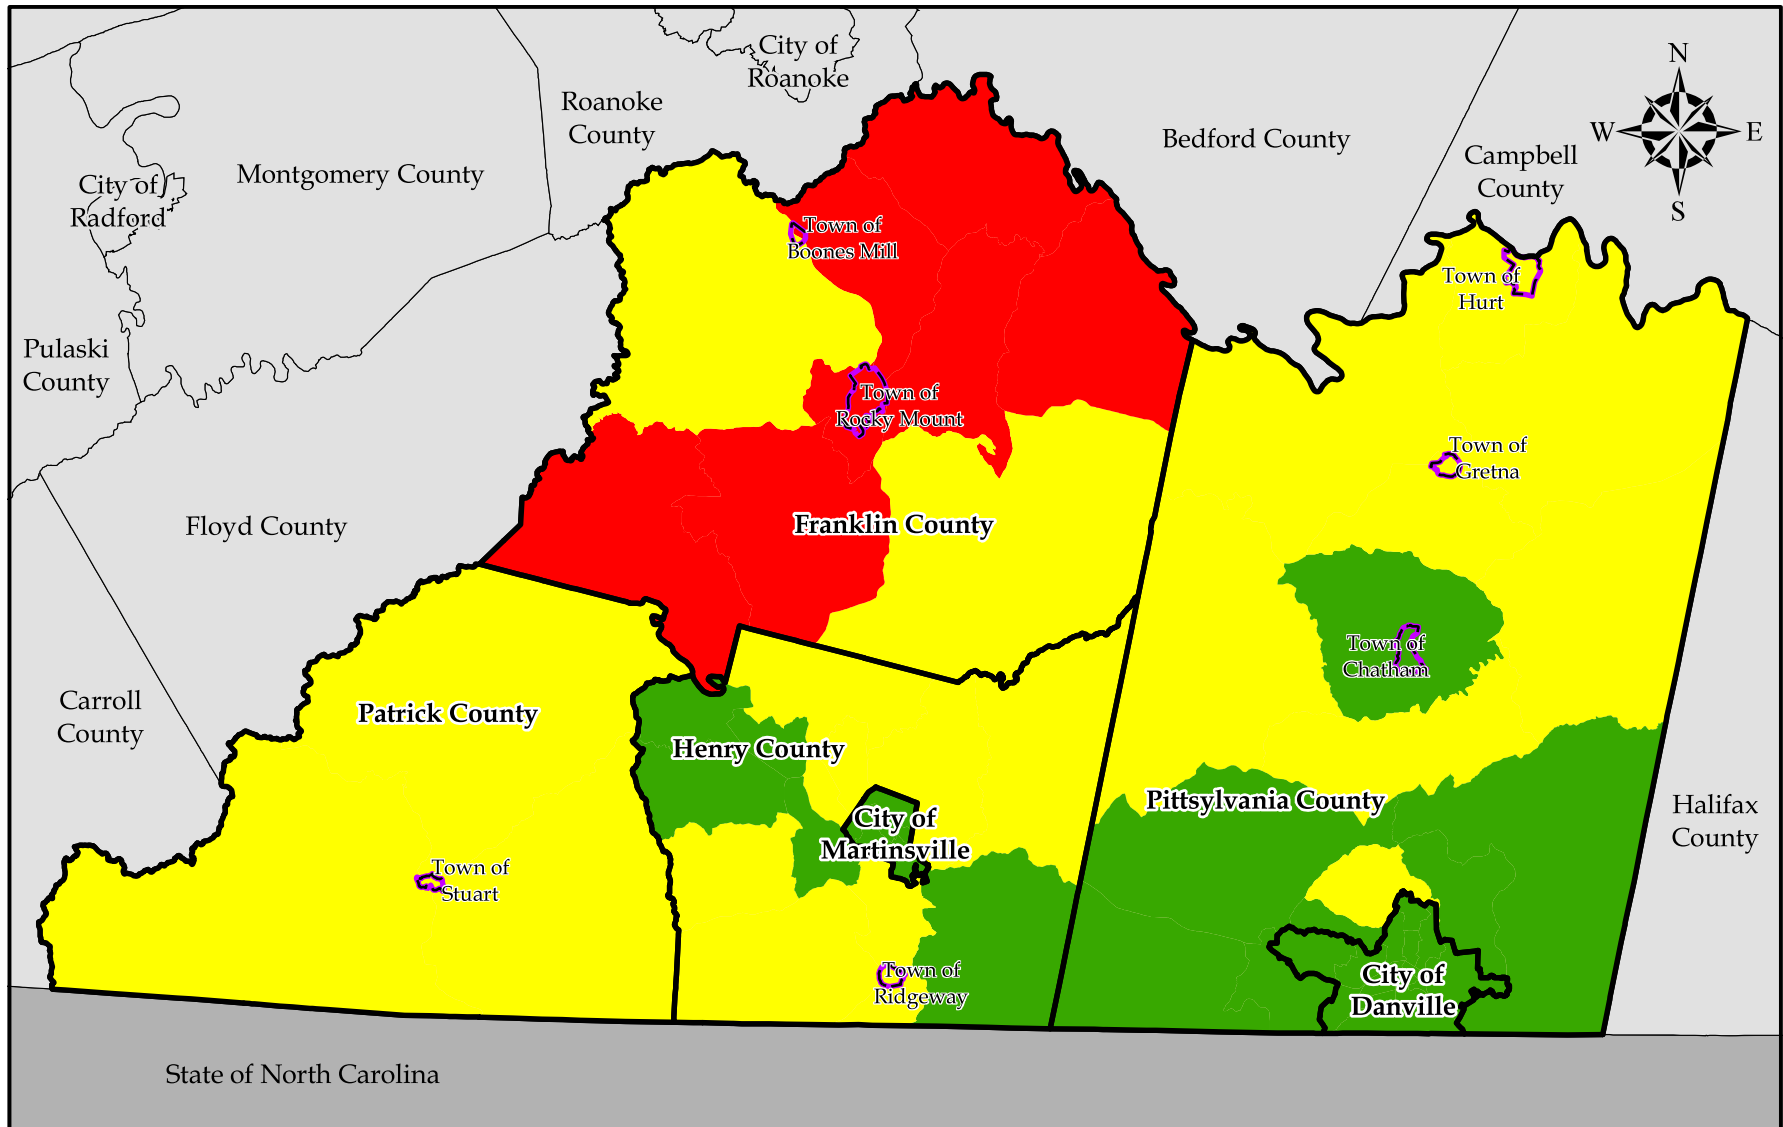 City of
Roanoke
N
W
E
S
Roanoke
County
Bedford County
Campbell
County
Montgomery County
City of
Radford
Town of
Boones Mill
Town of
Hurt
Pulaski
County
Town of
Rocky Mount
Town of
Gretna
Floyd County
Franklin County
Town of
Chatham
Carroll
County
Patrick County
Henry County
Pittsylvania County
Halifax
County
City of
Martinsville
Town of
Stuart
Town of
Ridgeway
City of
Danville
State of North Carolina